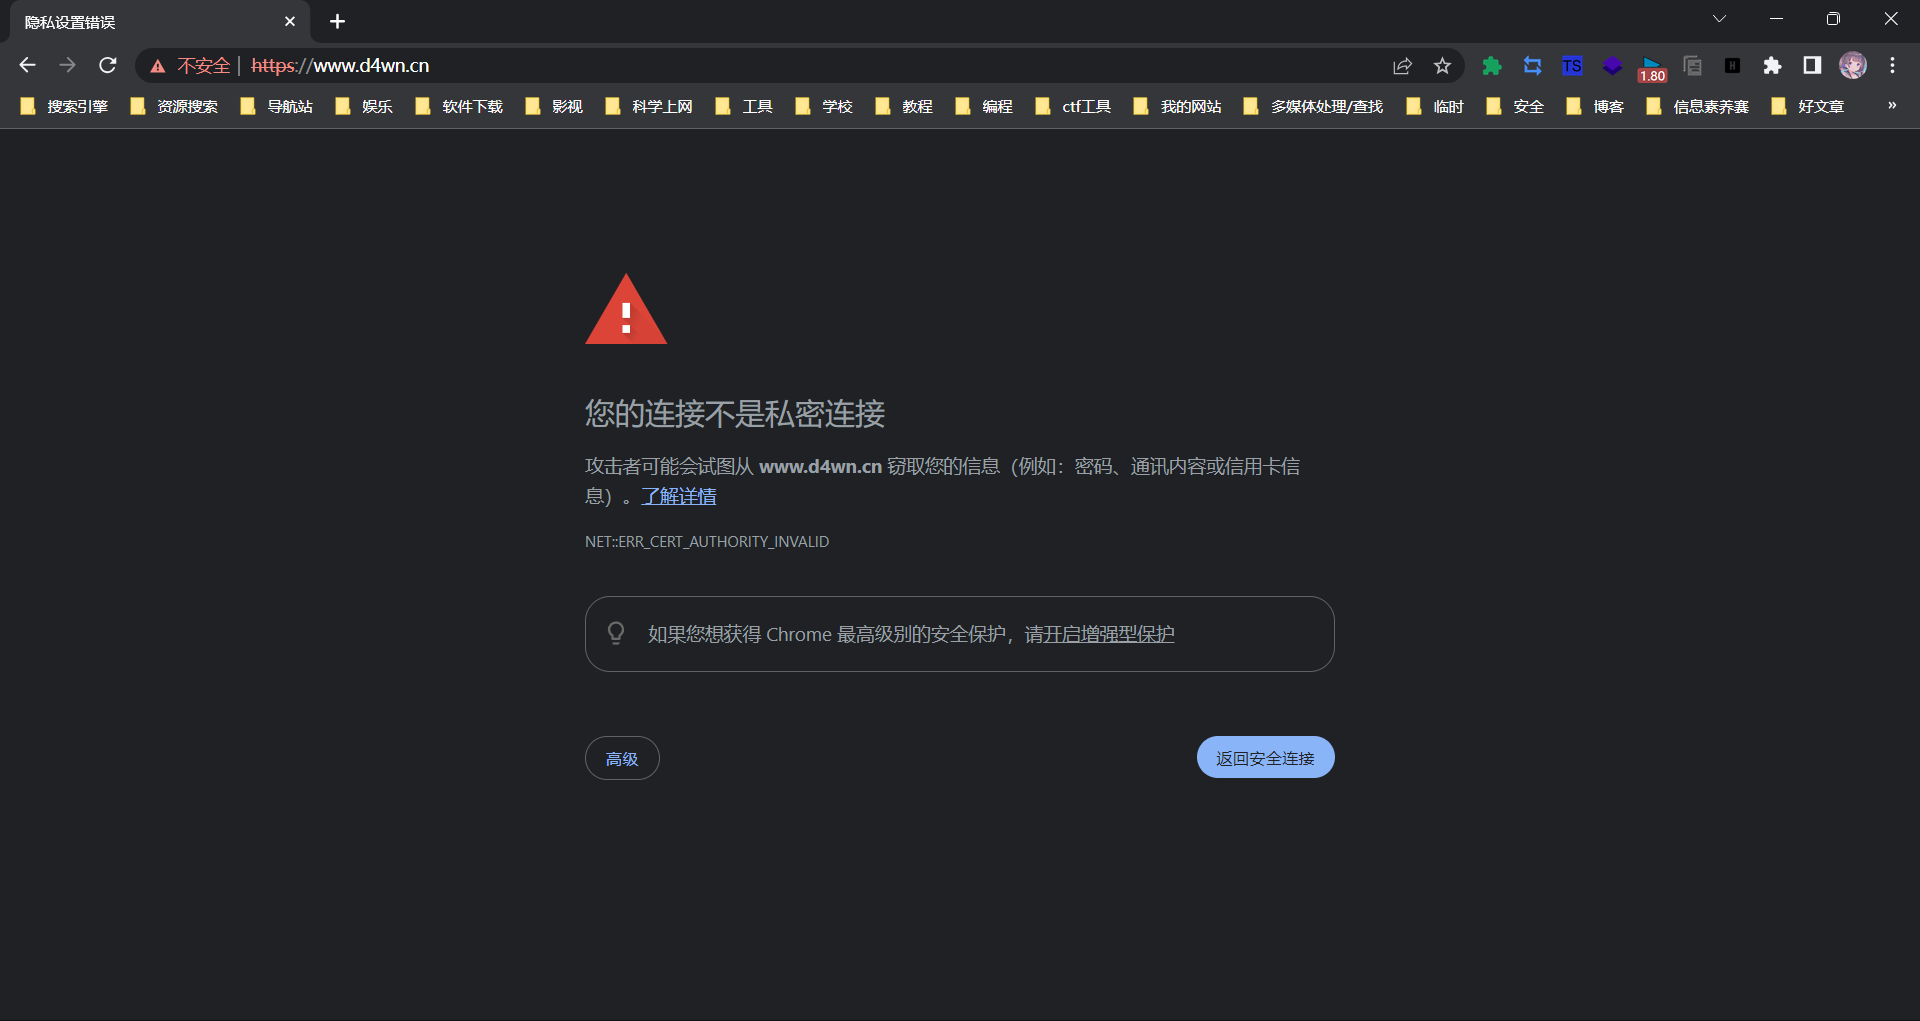 隐私设置错误
不安全 | https://www.d4wn.cn
TS
1.80
H
搜索引擎 资源搜索 导航站 娱乐 软件下载 影视 科学上网 工具 学校 教程 编程 ctf工具 我的网站 多媒体处理/查找 临时 安全 博客 信息素养赛 好文章 »
您的连接不是私密连接
攻击者可能会试图从 www.d4wn.cn 窃取您的信息（例如：密码、通讯内容或信用卡信
息）。了解详情
NET::ERR_CERT_AUTHORITY_INVALID
如果您想获得 Chrome 最高级别的安全保护，请开启增强型保护
高级
返回安全连接